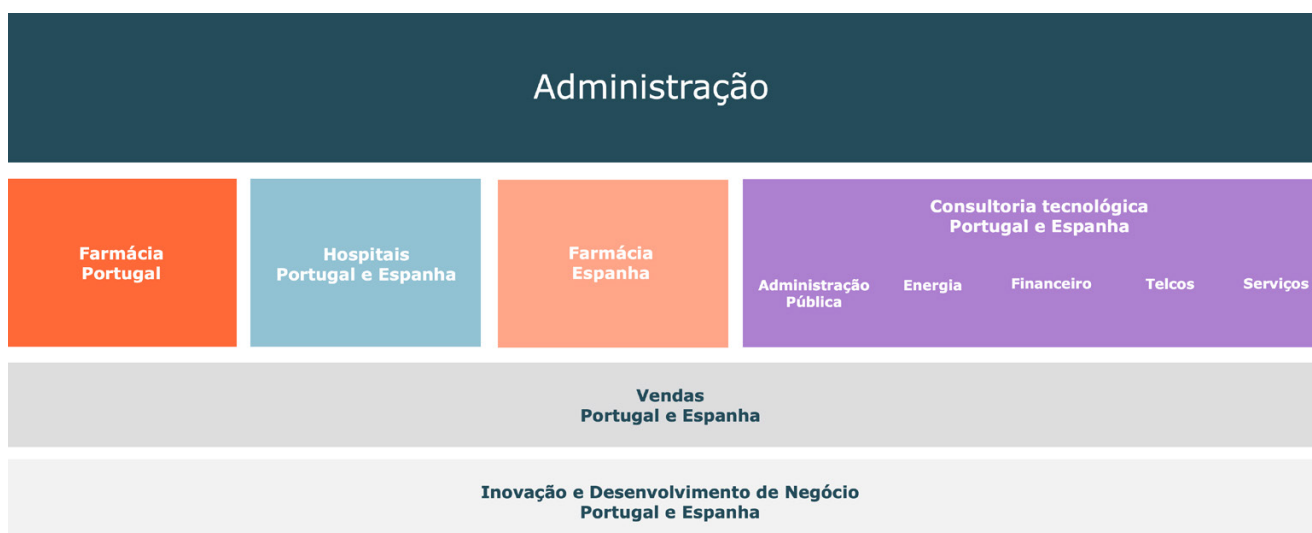 Administração
Farmácia
Portugal
Hospitais
Portugal e Espanha
Farmácia
Espanha
Consultoria tecnológica
Portugal e Espanha
Administração
Pública
Energia
Financeiro
Telcos
Serviços
Vendas
Portugal e Espanha
Inovação e Desenvolvimento de Negócio
Portugal e Espanha